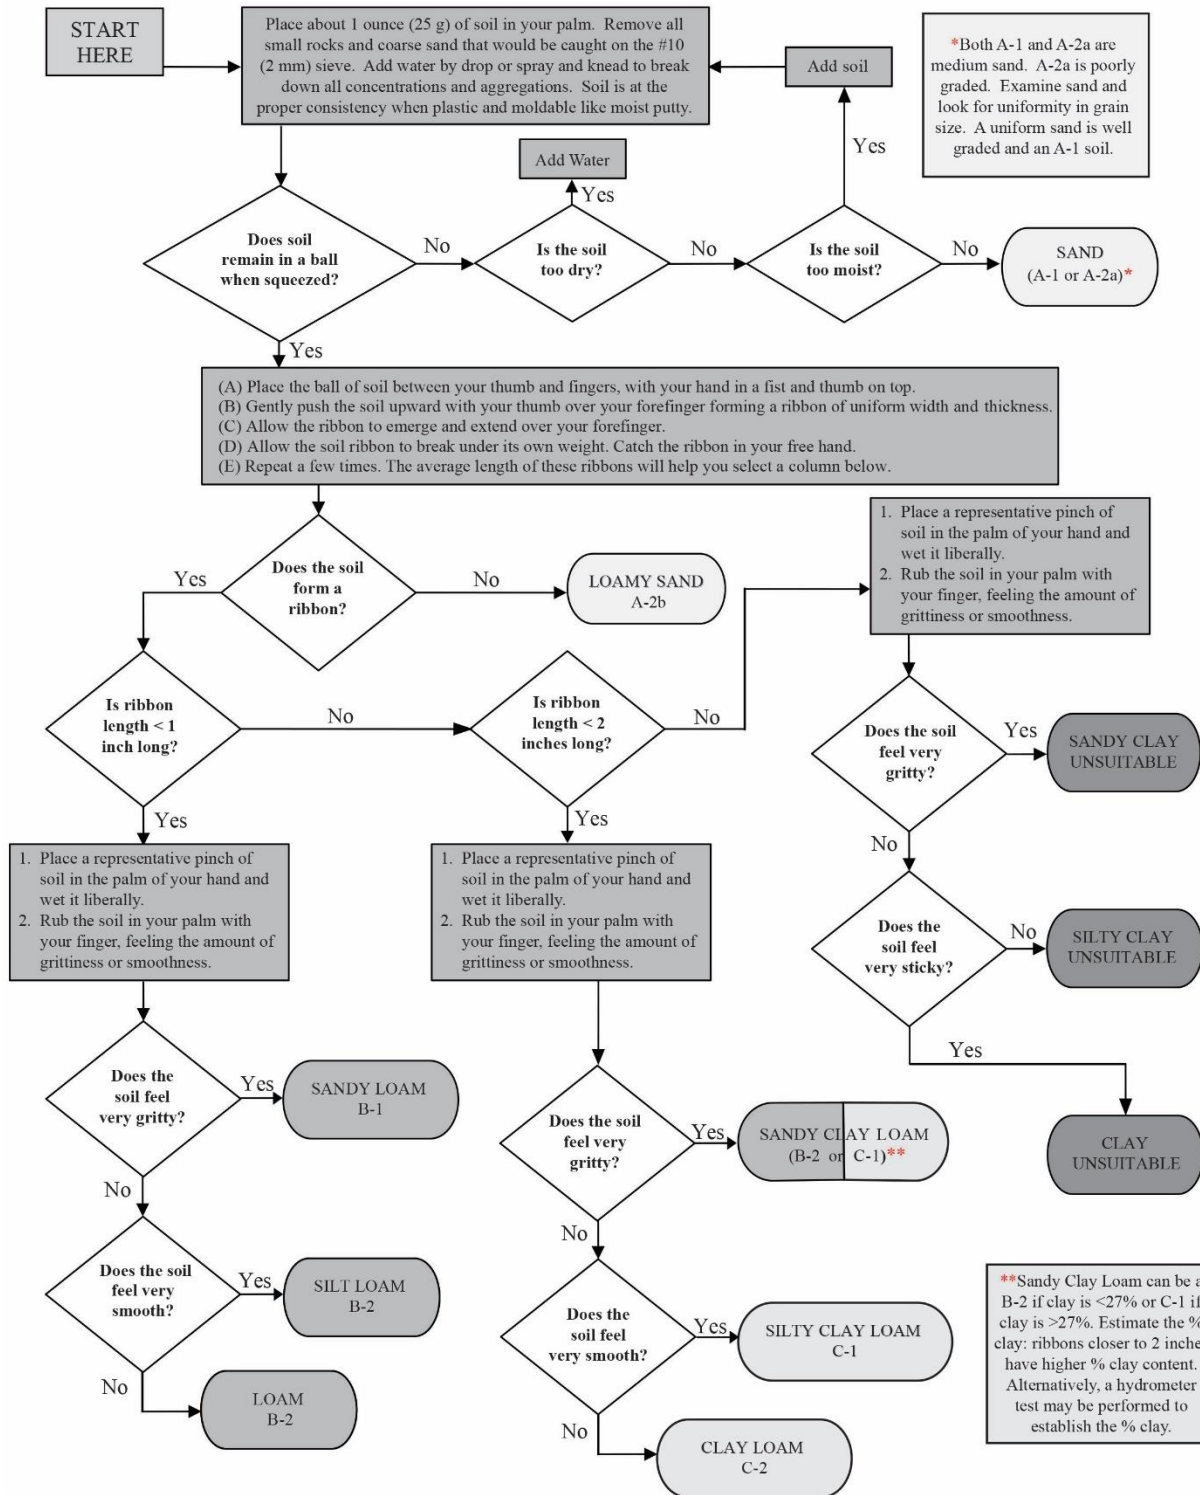 START
HERE
Place about 1 ounce (25 g) of soil in your palm. Remove all
small rocks and coarse sand that would be caught on the #10
(2 mm) sieve. Add water by drop or spray and knead to break
down all concentrations and aggregations. Soil is at the
proper consistency when plastic and moldable like moist putty.
Add soil
*Both A-1 and A-2a are
medium sand. A-2a is poorly
graded. Examine sand and
look for uniformity in grain
size. A uniform sand is well
graded and an A-1 soil.
Add Water
Yes
Yes
Does soil
remain in a ball
when squeezed?
No
Is the soil
too dry?
No
Is the soil
too moist?
No
SAND
(A-1 or A-2a)*
Yes
(A) Place the ball of soil between your thumb and fingers, with your hand in a fist and thumb on top.
(B) Gently push the soil upward with your thumb over your forefinger forming a ribbon of uniform width and thickness.
(C) Allow the ribbon to emerge and extend over your forefinger.
(D) Allow the soil ribbon to break under its own weight. Catch the ribbon in your free hand.
(E) Repeat a few times. The average length of these ribbons will help you select a column below.
Does the soil
form a
ribbon?
Yes
No
LOAMY SAND
A-2b
1. Place a representative pinch of
soil in the palm of your hand and
wet it liberally.
2. Rub the soil in your palm with
your finger, feeling the amount of
grittiness or smoothness.
Is ribbon
length < 1
inch long?
No
Is ribbon
length < 2
inches long?
No
Does the soil
feel very
gritty?
Yes
SANDY CLAY
UNSUITABLE
Yes
Yes
No
1. Place a representative pinch of
soil in the palm of your hand and
wet it liberally.
2. Rub the soil in your palm with
your finger, feeling the amount of
grittiness or smoothness.
1. Place a representative pinch of
soil in the palm of your hand and
wet it liberally.
2. Rub the soil in your palm with
your finger, feeling the amount of
grittiness or smoothness.
Does the
soil feel
very sticky?
No
SILTY CLAY
UNSUITABLE
Yes
CLAY
UNSUITABLE
Does the
soil feel
very gritty?
Yes
SANDY LOAM
B-1
Does the soil
feel very
gritty?
Yes
SANDY CLAY LOAM
(B-2 or C-1)**
No
No
Does the soil
feel very
smooth?
Yes
SILT LOAM
B-2
Does the
soil feel
very smooth?
Yes
SILTY CLAY LOAM
C-1
**Sandy Clay Loam can be a
B-2 if clay is <27% or C-1 if
clay is >27%. Estimate the %
clay: ribbons closer to 2 inche
have higher % clay content.
Alternatively, a hydrometer
test may be performed to
establish the % clay.
No
LOAM
B-2
No
CLAY LOAM
C-2